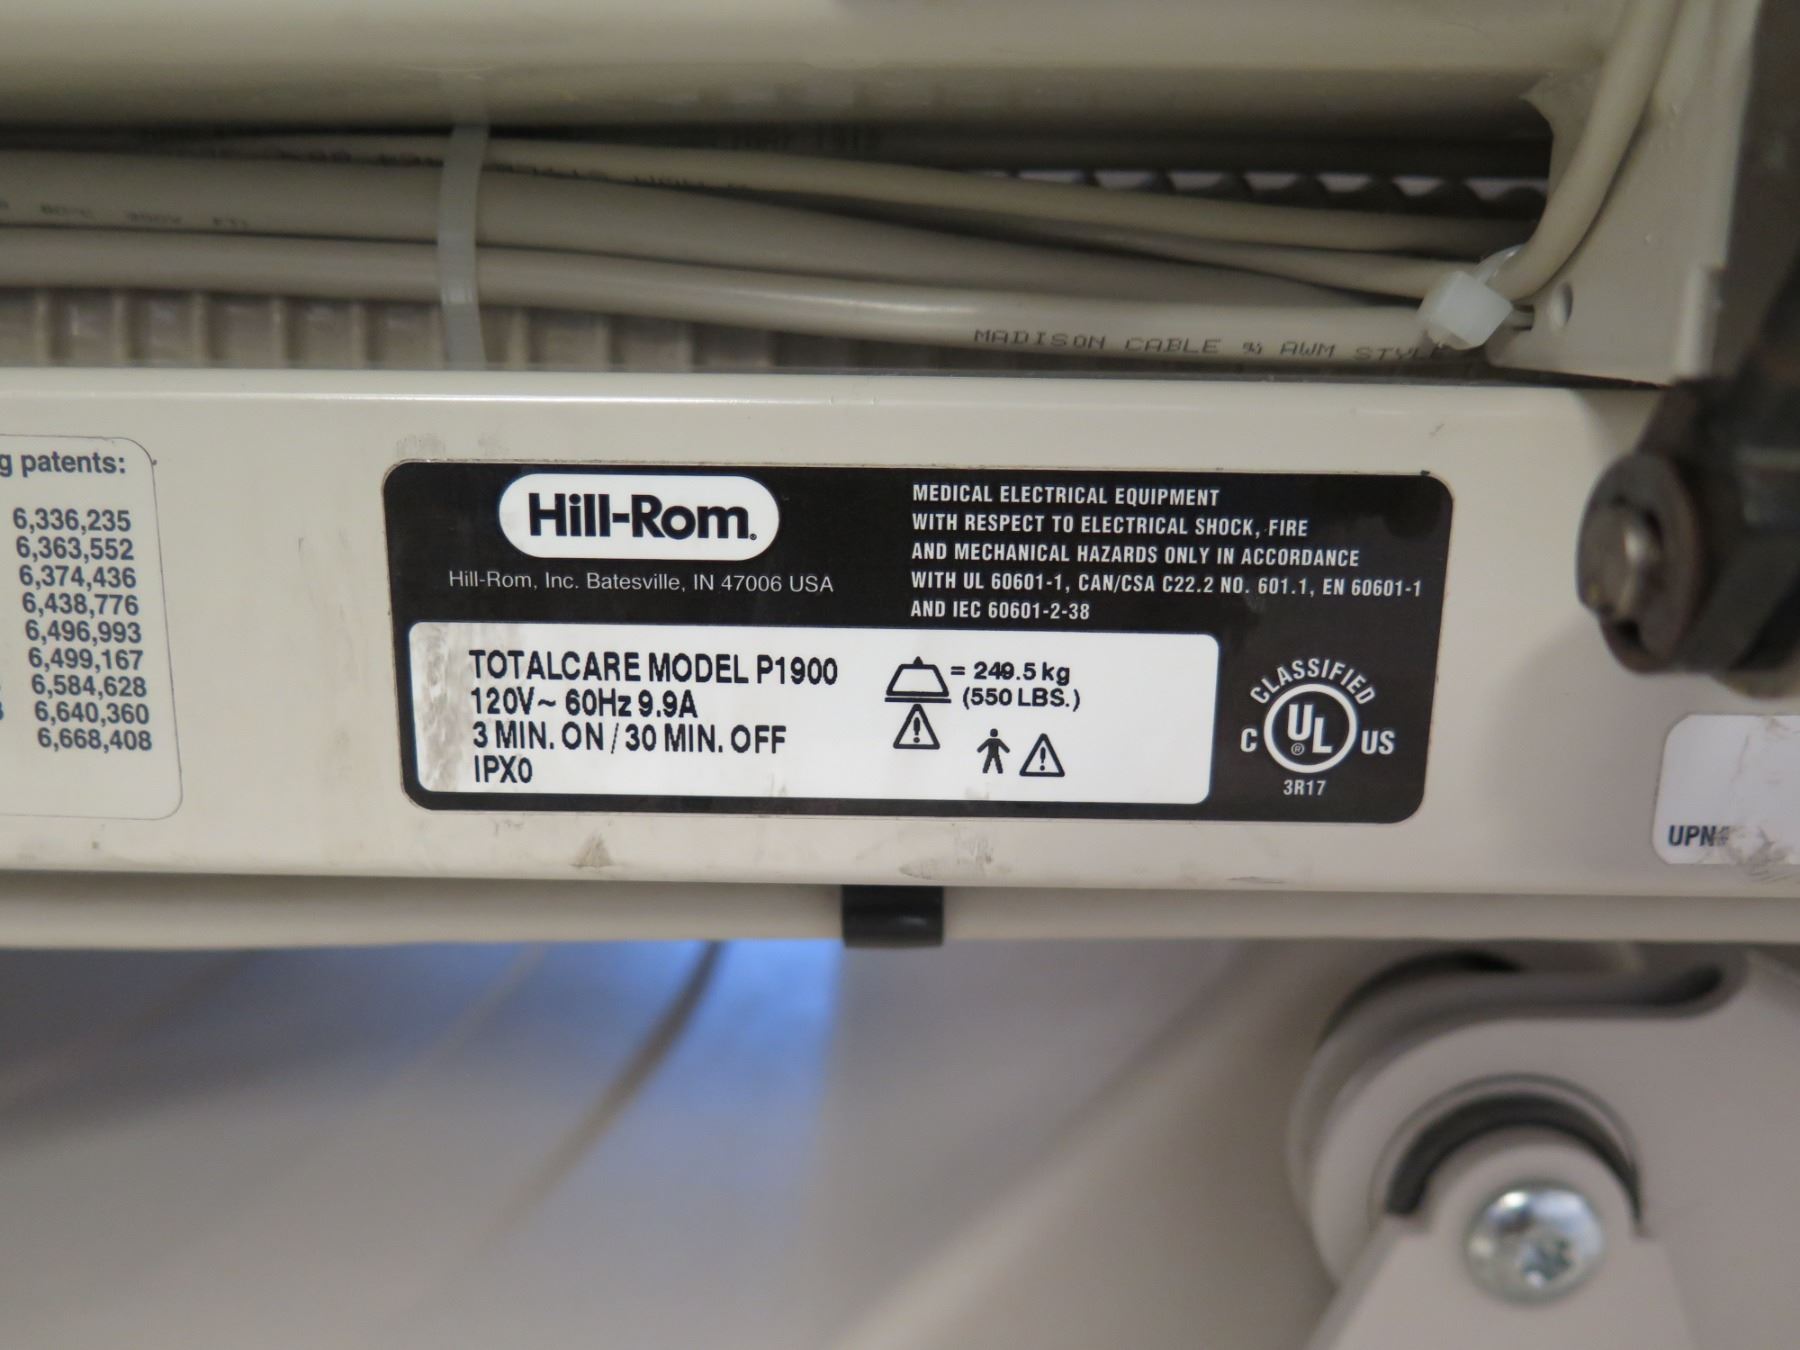 MADISON CABLE AWM STYLE
g patents:
6,336,235
6,363,552
6,374,436
6,438,776
6,496,993
6,499,167
6,584,628
6,640,360
6,668,408
Hill-Rom®
Hill-Rom, Inc. Batesville, IN 47006 USA
MEDICAL ELECTRICAL EQUIPMENT
WITH RESPECT TO ELECTRICAL SHOCK, FIRE
AND MECHANICAL HAZARDS ONLY IN ACCORDANCE
WITH UL 60601-1, CAN/CSA C22.2 NO. 601.1, EN 60601-1
AND IEC 60601-2-38
TOTALCARE MODEL P1900
120V~ 60Hz 9.9A
3 MIN. ON / 30 MIN. OFF
IPX0
= 249.5 kg
(550 LBS.)
CLASSIFIED
C UL® US
3R17
UPN#